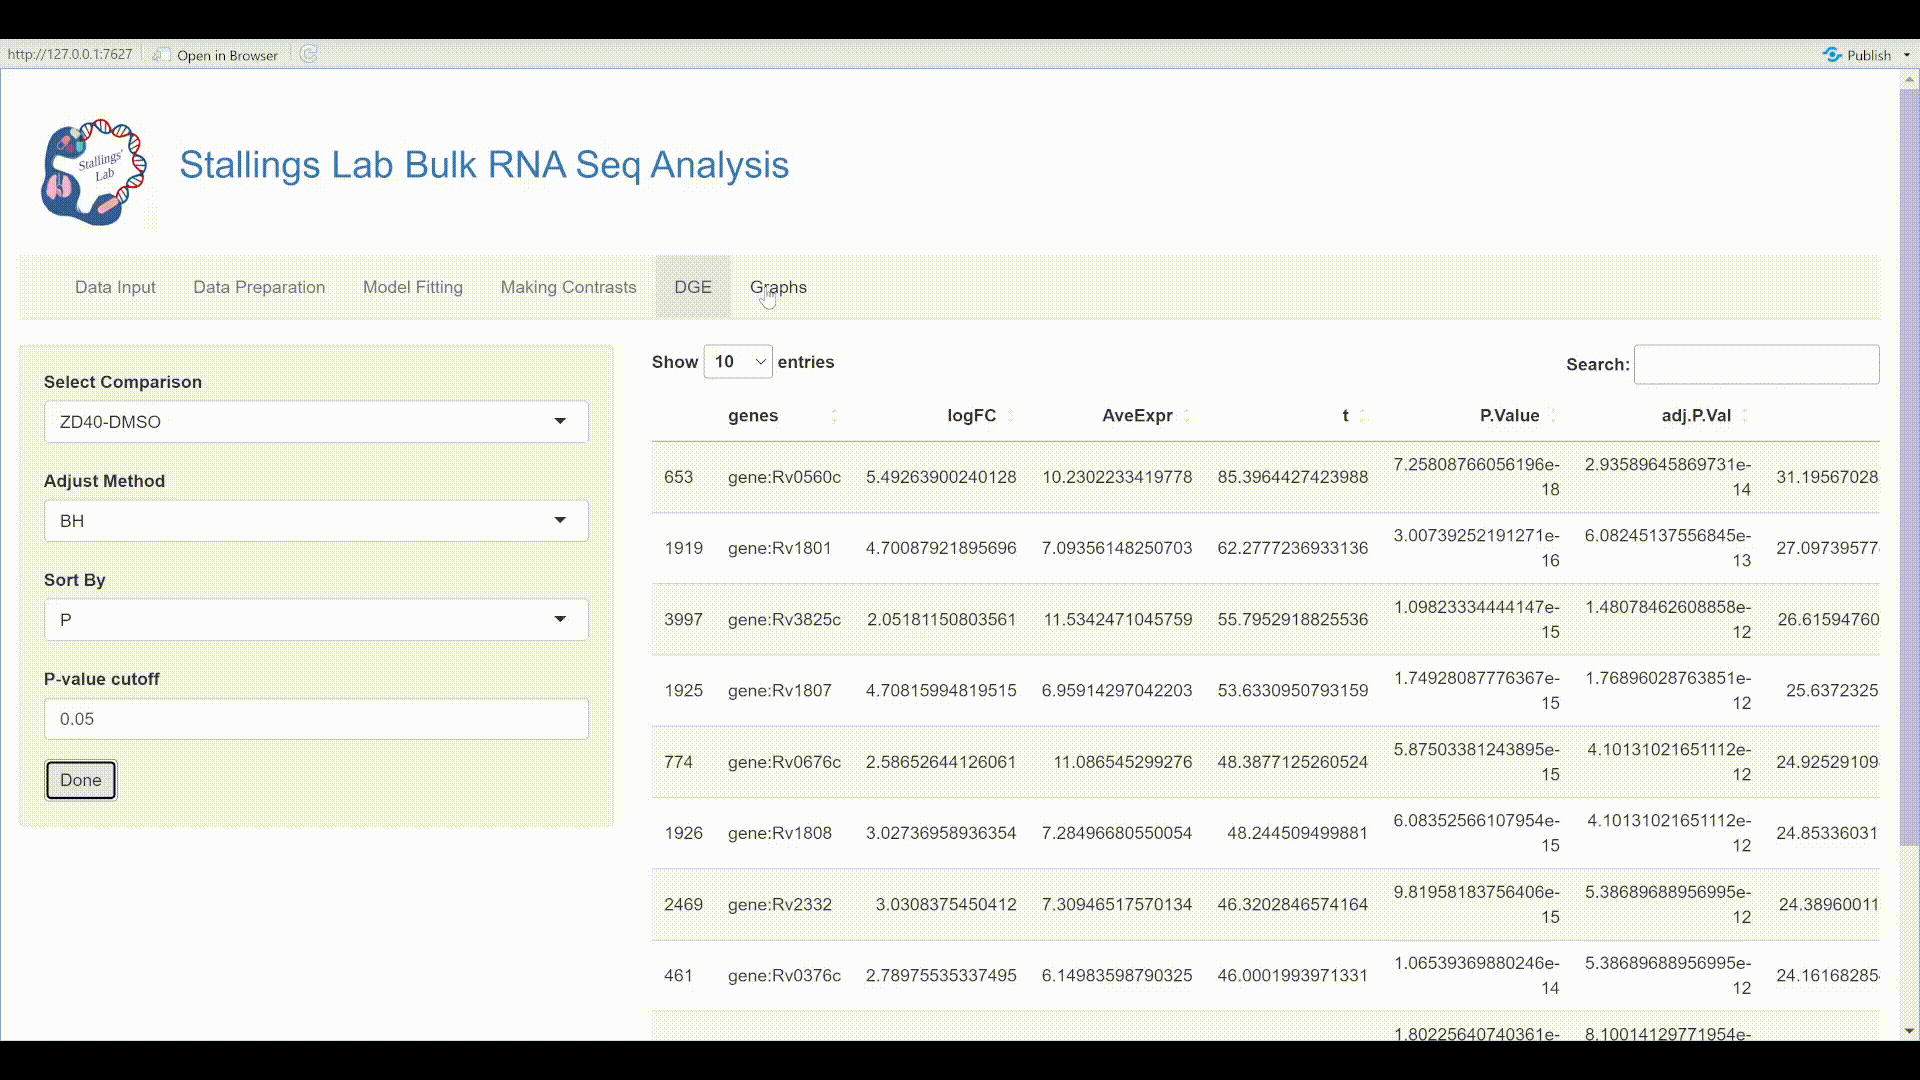 http://127.0.0.1:7627 Open in Browser Publish
Stallings'
Lab
Stallings Lab Bulk RNA Seq Analysis
Data Input Data Preparation Model Fitting Making Contrasts DGE Graphs
Select Comparison
ZD40-DMSO
Adjust Method
BH
Sort By
P
P-value cutoff
0.05
Done
Show 10 entries Search:
genes logFC AveExpr t P.Value adj.P.Val
653 gene:Rv0560c 5.49263900240128 10.2302233419778 85.3964427423988 7.25808766056196e-18 2.93589645869731e-14 31.19567028
1919 gene:Rv1801 4.70087921895696 7.09356148250703 62.2777236933136 3.00739252191271e-16 6.08245137556845e-13 27.097395774
3997 gene:Rv3825c 2.05181150803561 11.5342471045759 55.7952918825536 1.09823334444147e-15 1.48078462608858e-12 26.61594760
1925 gene:Rv1807 4.70815994819515 6.95914297042203 53.6330950793159 1.74928087776367e-15 1.76896028763851e-12 25.6372325
774 gene:Rv0676c 2.58652644126061 11.086545299276 48.3877125260524 5.87503381243895e-15 4.10131021651112e-12 24.92529109
1926 gene:Rv1808 3.02736958936354 7.28496680550054 48.244509499881 6.08352566107954e-15 4.10131021651112e-12 24.85336031
2469 gene:Rv2332 3.0308375450412 7.30946517570134 46.3202846574164 9.81958183756406e-15 5.38689688956995e-12 24.38960011
461 gene:Rv0376c 2.78975535337495 6.14983598790325 46.0001993971331 1.06539369880246e-14 5.38689688956995e-12 24.16168285
1.80225640740361e- 8.10014129771954e-